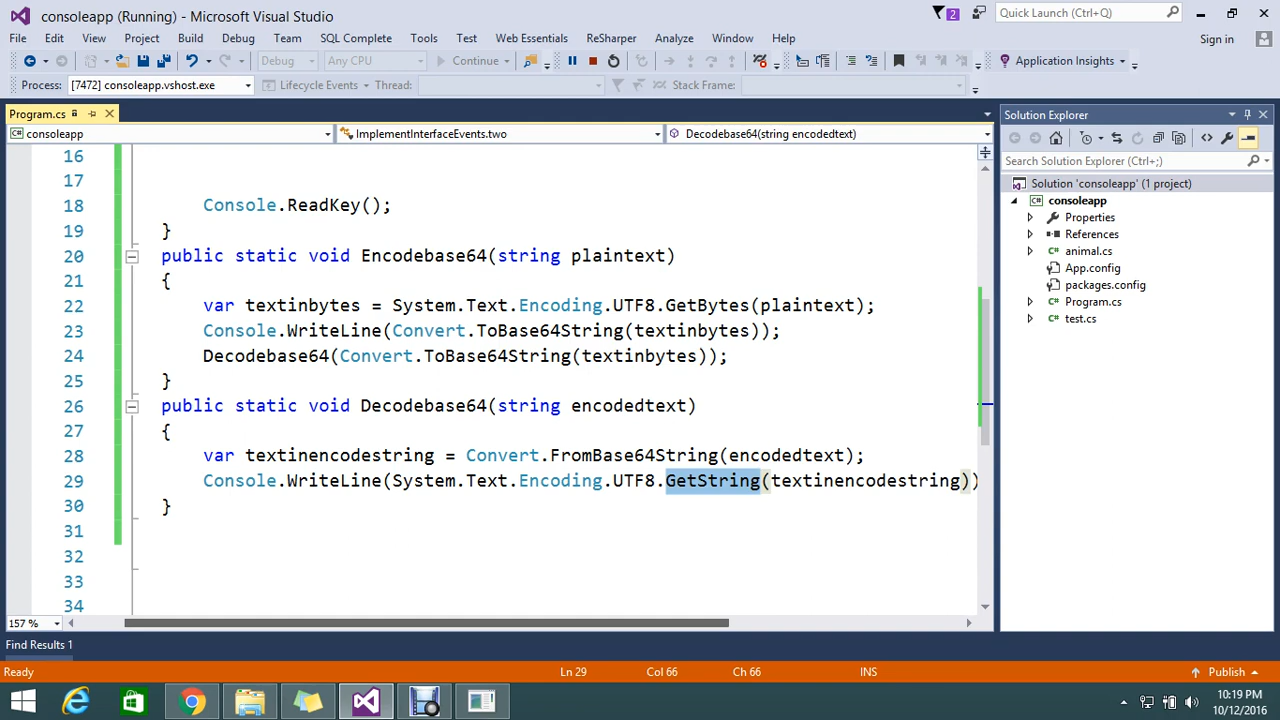 consoleapp (Running) - Microsoft Visual Studio
2
Quick Launch (Ctrl+Q)
File Edit View Project Build Debug Team SQL Complete Tools Test Web Essentials ReSharper Analyze Window Help
Sign in
Debug Any CPU Continue Application Insights
Process: [7472] consoleapp.vshost.exe Lifecycle Events Thread: Stack Frame:
Program.cs
Solution Explorer
consoleapp ImplementInterfaceEvents.two Decodebase64(string encodedtext)
Search Solution Explorer (Ctrl+;)
Solution 'consoleapp' (1 project)
consoleapp
Properties
References
animal.cs
App.config
packages.config
Program.cs
test.cs
16
17
18 Console.ReadKey();
19 }
20 public static void Encodebase64(string plaintext)
21 {
22 var textinbytes = System.Text.Encoding.UTF8.GetBytes(plaintext);
23 Console.WriteLine(Convert.ToBase64String(textinbytes));
24 Decodebase64(Convert.ToBase64String(textinbytes));
25 }
26 public static void Decodebase64(string encodedtext)
27 {
28 var textinencodestring = Convert.FromBase64String(encodedtext);
29 Console.WriteLine(System.Text.Encoding.UTF8.GetString(textinencodestring))
30 }
31
32
33
34
157 %
Find Results 1
Ready Ln 29 Col 66 Ch 66 INS Publish
10:19 PM
10/12/2016